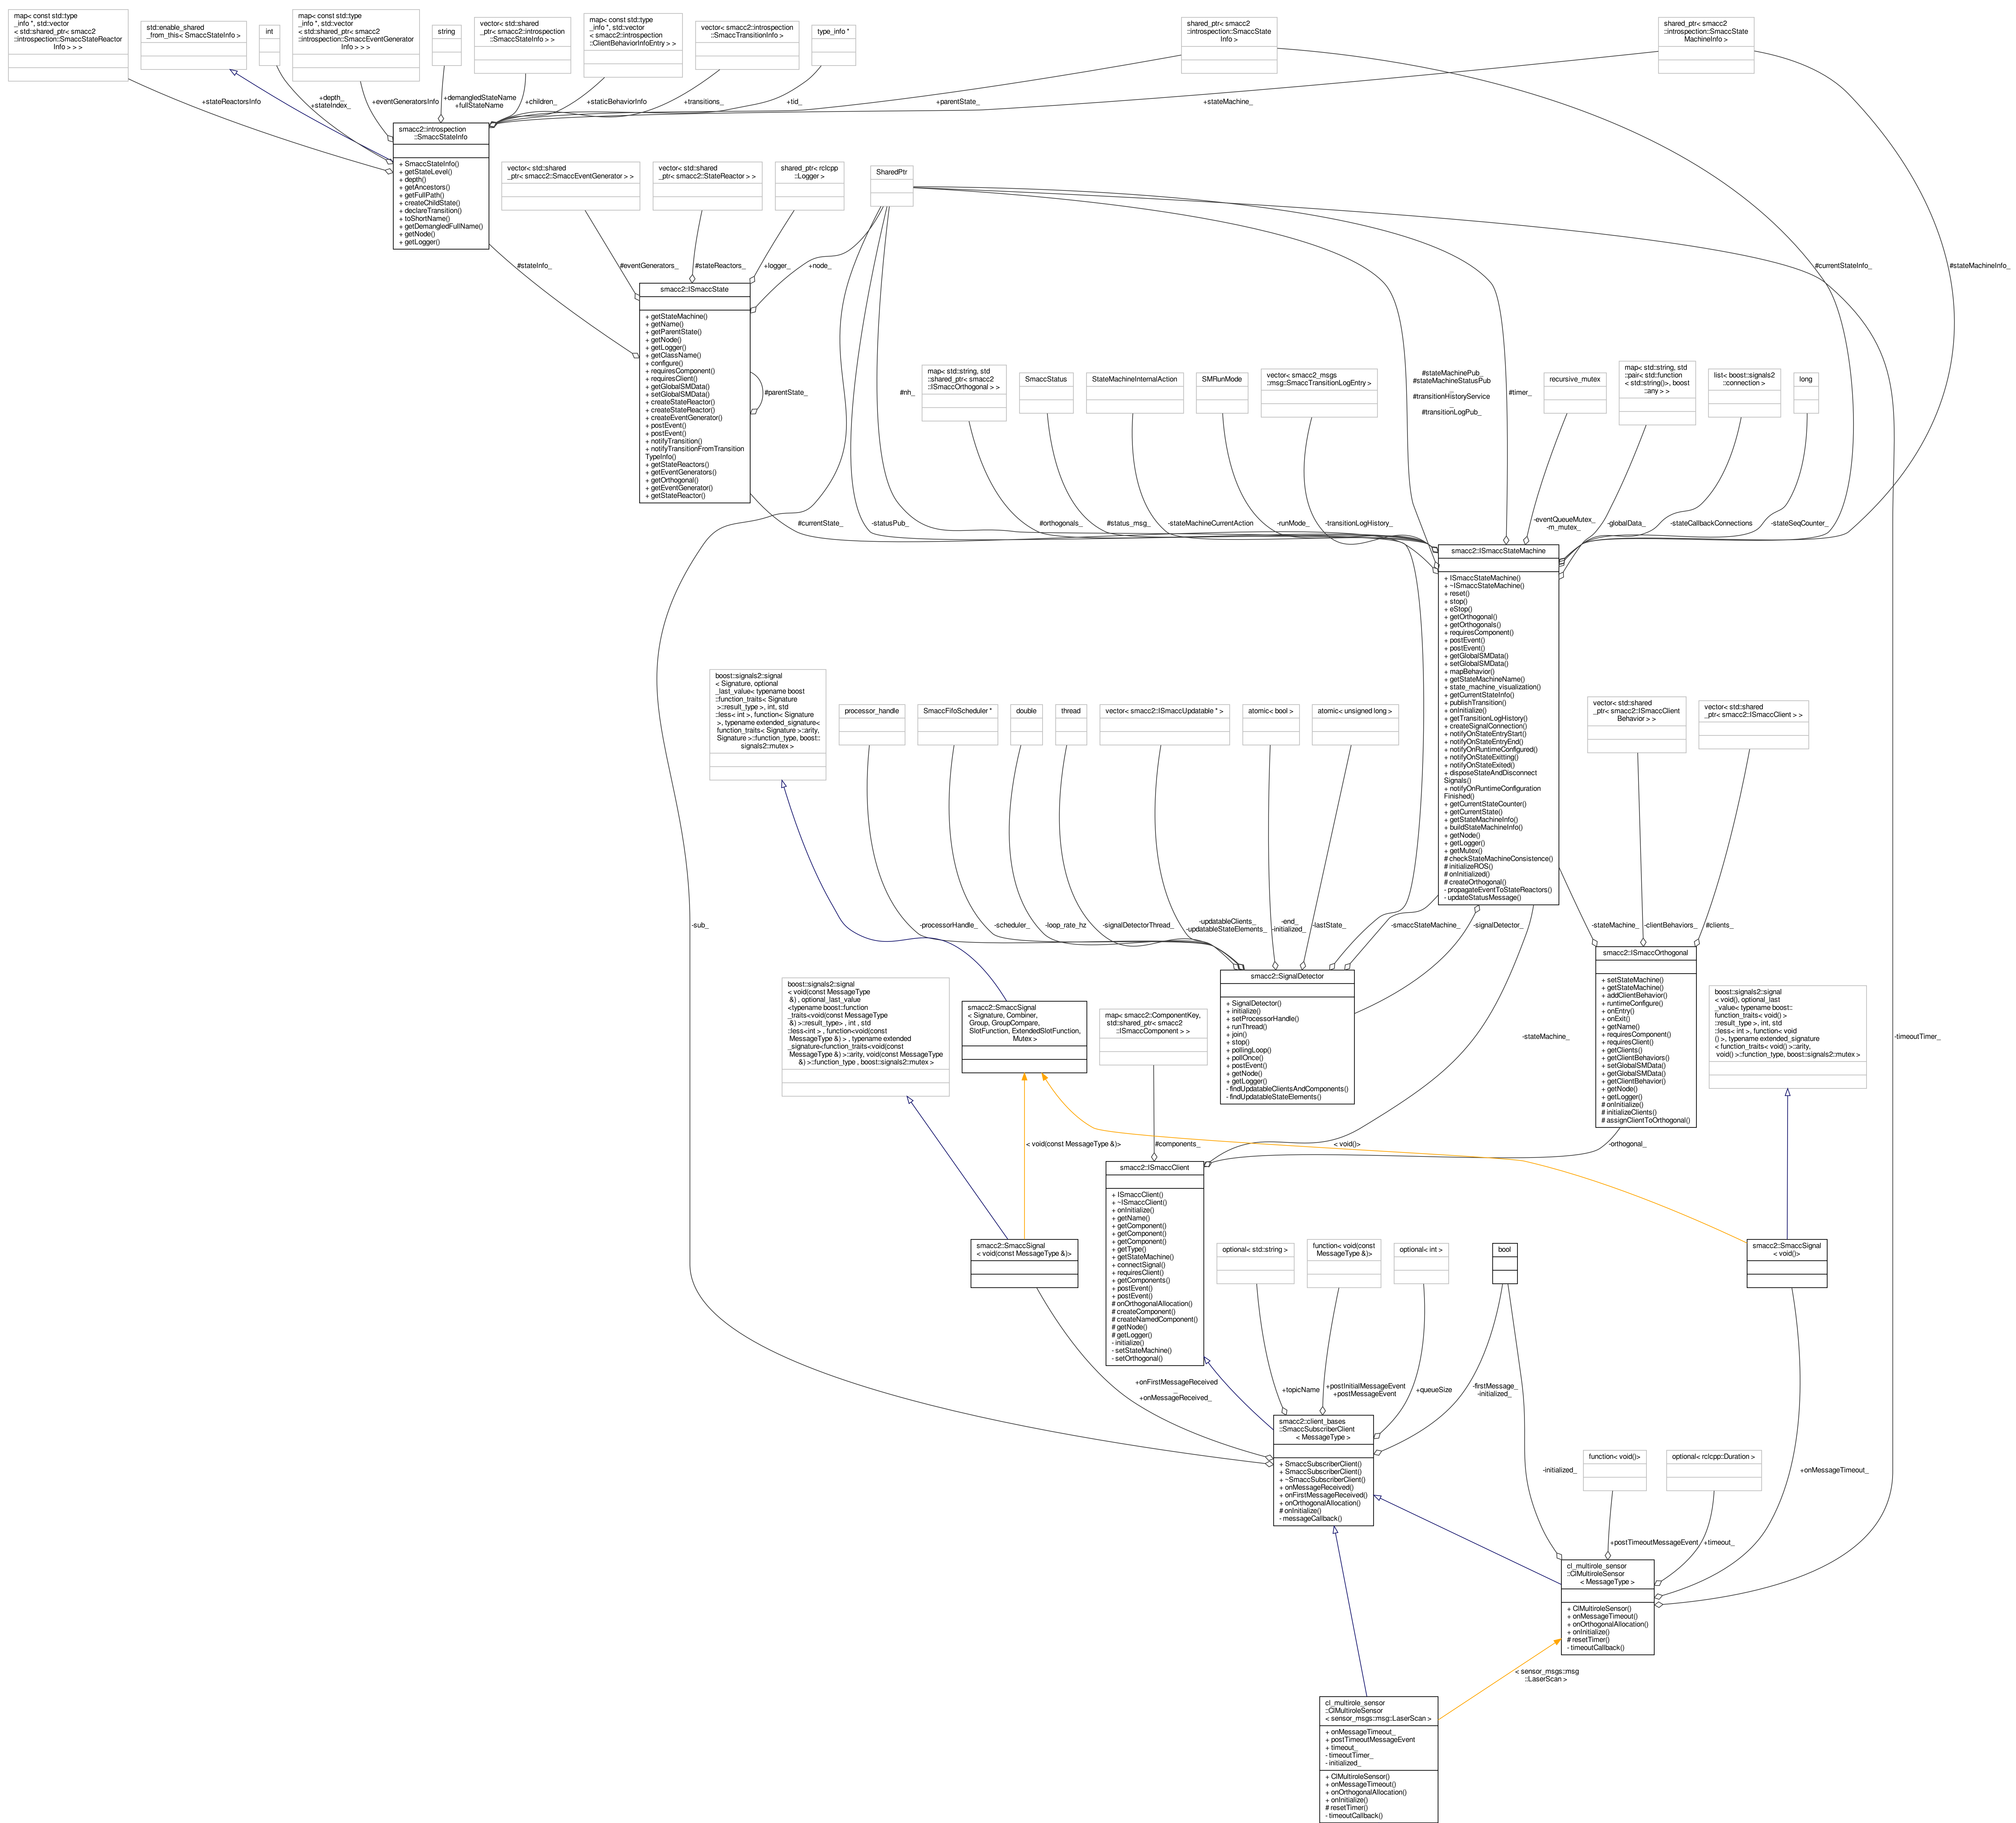 map< const std::type
_info *, std::vector
< std::shared_ptr< smacc2
::introspection::SmaccStateReactor
Info > > >
std::enable_shared
_from_this< SmaccStateInfo >
int
map< const std::type
_info *, std::vector
< std::shared_ptr< smacc2
::introspection::SmaccEventGenerator
Info > > >
string
vector< std::shared
_ptr< smacc2::introspection
::SmaccStateInfo > >
map< const std::type
_info *, std::vector
< smacc2::introspection
::ClientBehaviorInfoEntry > >
vector< smacc2::introspection
::SmaccTransitionInfo >
type_info *
shared_ptr< smacc2
::introspection::SmaccState
Info >
shared_ptr< smacc2
::introspection::SmaccState
MachineInfo >
+stateReactorsInfo
+depth_
+stateIndex_
+eventGeneratorsInfo
+demangledStateName
+fullStateName
+children_
+staticBehaviorInfo
+transitions_
+tid_
+parentState_
+stateMachine_
smacc2::introspection
::SmaccStateInfo
+ SmaccStateInfo()
+ getStateLevel()
+ depth()
+ getAncestors()
+ getFullPath()
+ createChildState()
+ declareTransition()
+ toShortName()
+ getDemangledFullName()
+ getNode()
+ getLogger()
vector< std::shared
_ptr< smacc2::SmaccEventGenerator > >
vector< std::shared
_ptr< smacc2::StateReactor > >
shared_ptr< rclcpp
::Logger >
SharedPtr
#stateInfo_
#eventGenerators_
#stateReactors_
+logger_
+node_
#currentStateInfo_
#stateMachineInfo_
smacc2::ISmaccState
+ getStateMachine()
+ getName()
+ getParentState()
+ getNode()
+ getLogger()
+ getClassName()
+ configure()
+ requiresComponent()
+ requiresClient()
+ getGlobalSMData()
+ setGlobalSMData()
+ createStateReactor()
+ createStateReactor()
+ createEventGenerator()
+ postEvent()
+ postEvent()
+ notifyTransition()
+ notifyTransitionFromTransition
TypeInfo()
+ getStateReactors()
+ getEventGenerators()
+ getOrthogonal()
+ getEventGenerator()
+ getStateReactor()
#parentState_
#nh_
map< std::string, std
::shared_ptr< smacc2
::ISmaccOrthogonal > >
SmaccStatus
StateMachineInternalAction
SMRunMode
vector< smacc2_msgs
::msg::SmaccTransitionLogEntry >
#stateMachinePub_
#stateMachineStatusPub
_
#transitionHistoryService
_
#transitionLogPub_
#timer_
recursive_mutex
map< std::string, std
::pair< std::function
< std::string()>, boost
::any > >
list< boost::signals2
::connection >
long
#currentState_
-statusPub_
#orthogonals_
#status_msg_
-stateMachineCurrentAction
-runMode_
-transitionLogHistory_
-eventQueueMutex_
-m_mutex_
-globalData_
-stateCallbackConnections
-stateSeqCounter_
smacc2::ISmaccStateMachine
+ ISmaccStateMachine()
+ ~ISmaccStateMachine()
+ reset()
+ stop()
+ eStop()
+ getOrthogonal()
+ getOrthogonals()
+ requiresComponent()
+ postEvent()
+ postEvent()
+ getGlobalSMData()
+ setGlobalSMData()
+ mapBehavior()
+ getStateMachineName()
+ state_machine_visualization()
+ getCurrentStateInfo()
+ publishTransition()
+ onInitialize()
+ getTransitionLogHistory()
+ createSignalConnection()
+ notifyOnStateEntryStart()
+ notifyOnStateEntryEnd()
+ notifyOnRuntimeConfigured()
+ notifyOnStateExitting()
+ notifyOnStateExited()
+ disposeStateAndDisconnect
Signals()
+ notifyOnRuntimeConfiguration
Finished()
+ getCurrentStateCounter()
+ getCurrentState()
+ getStateMachineInfo()
+ buildStateMachineInfo()
+ getNode()
+ getLogger()
+ getMutex()
# checkStateMachineConsistence()
# initializeROS()
# onInitialized()
# createOrthogonal()
- propagateEventToStateReactors()
- updateStatusMessage()
boost::signals2::signal
< Signature, optional
_last_value< typename boost
::function_traits< Signature
>::result_type >, int, std
::less< int >, function< Signature
>, typename extended_signature<
function_traits< Signature >::arity,
Signature >::function_type, boost::
signals2::mutex >
processor_handle
SmaccFifoScheduler *
double
thread
vector< smacc2::ISmaccUpdatable * >
atomic< bool >
atomic< unsigned long >
vector< std::shared
_ptr< smacc2::ISmaccClient
Behavior > >
vector< std::shared
_ptr< smacc2::ISmaccClient > >
-sub_
-processorHandle_
-scheduler_
-loop_rate_hz
-signalDetectorThread_
-updatableClients_
-updatableStateElements_
-end_
-initialized_
-lastState_
-smaccStateMachine_
-signalDetector_
-stateMachine_
-clientBehaviors_
#clients_
smacc2::ISmaccOrthogonal
+ setStateMachine()
+ getStateMachine()
+ addClientBehavior()
+ runtimeConfigure()
+ onEntry()
+ onExit()
+ getName()
+ requiresComponent()
+ requiresClient()
+ getClients()
+ getClientBehaviors()
+ setGlobalSMData()
+ getGlobalSMData()
+ getClientBehavior()
+ getNode()
+ getLogger()
# onInitialize()
# initializeClients()
# assignClientToOrthogonal()
smacc2::SignalDetector
+ SignalDetector()
+ initialize()
+ setProcessorHandle()
+ runThread()
+ join()
+ stop()
+ pollingLoop()
+ pollOnce()
+ postEvent()
+ getNode()
+ getLogger()
- findUpdatableClientsAndComponents()
- findUpdatableStateElements()
boost::signals2::signal
< void(const MessageType
&) , optional_last_value
<typename boost::function
_traits<void(const MessageType
&) >::result_type> , int , std
::less<int > , function<void(const
MessageType &) > , typename extended
_signature<function_traits<void(const
MessageType &) >::arity, void(const MessageType
&) >::function_type , boost::signals2::mutex >
smacc2::SmaccSignal
< Signature, Combiner,
Group, GroupCompare,
SlotFunction, ExtendedSlotFunction,
Mutex >
map< smacc2::ComponentKey,
std::shared_ptr< smacc2
::ISmaccComponent > >
boost::signals2::signal
< void(), optional_last
_value< typename boost::
function_traits< void() >
::result_type >, int, std
::less< int >, function< void
() >, typename extended_signature
< function_traits< void() >::arity,
void() >::function_type, boost::signals2::mutex >
-stateMachine_
-timeoutTimer_
< void(const MessageType &)>
#components_
< void()>
-orthogonal_
smacc2::ISmaccClient
+ ISmaccClient()
+ ~ISmaccClient()
+ onInitialize()
+ getName()
+ getComponent()
+ getComponent()
+ getComponent()
+ getType()
+ getStateMachine()
+ connectSignal()
+ requiresClient()
+ getComponents()
+ postEvent()
+ postEvent()
# onOrthogonalAllocation()
# createComponent()
# createNamedComponent()
# getNode()
# getLogger()
- initialize()
- setStateMachine()
- setOrthogonal()
smacc2::SmaccSignal
< void(const MessageType &)>
optional< std::string >
function< void(const
MessageType &)>
optional< int >
bool
smacc2::SmaccSignal
< void()>
+onFirstMessageReceived
_
+onMessageReceived_
+topicName
+postInitialMessageEvent
+postMessageEvent
+queueSize
-firstMessage_
-initialized_
smacc2::client_bases
::SmaccSubscriberClient
< MessageType >
+ SmaccSubscriberClient()
+ SmaccSubscriberClient()
+ ~SmaccSubscriberClient()
+ onMessageReceived()
+ onFirstMessageReceived()
+ onOrthogonalAllocation()
# onInitialize()
- messageCallback()
function< void()>
optional< rclcpp::Duration >
-initialized_
+onMessageTimeout_
+postTimeoutMessageEvent
+timeout_
cl_multirole_sensor
::ClMultiroleSensor
< MessageType >
+ ClMultiroleSensor()
+ onMessageTimeout()
+ onOrthogonalAllocation()
+ onInitialize()
# resetTimer()
- timeoutCallback()
< sensor_msgs::msg
::LaserScan >
cl_multirole_sensor
::ClMultiroleSensor
< sensor_msgs::msg::LaserScan >
+ onMessageTimeout_
+ postTimeoutMessageEvent
+ timeout_
- timeoutTimer_
- initialized_
+ ClMultiroleSensor()
+ onMessageTimeout()
+ onOrthogonalAllocation()
+ onInitialize()
# resetTimer()
- timeoutCallback()